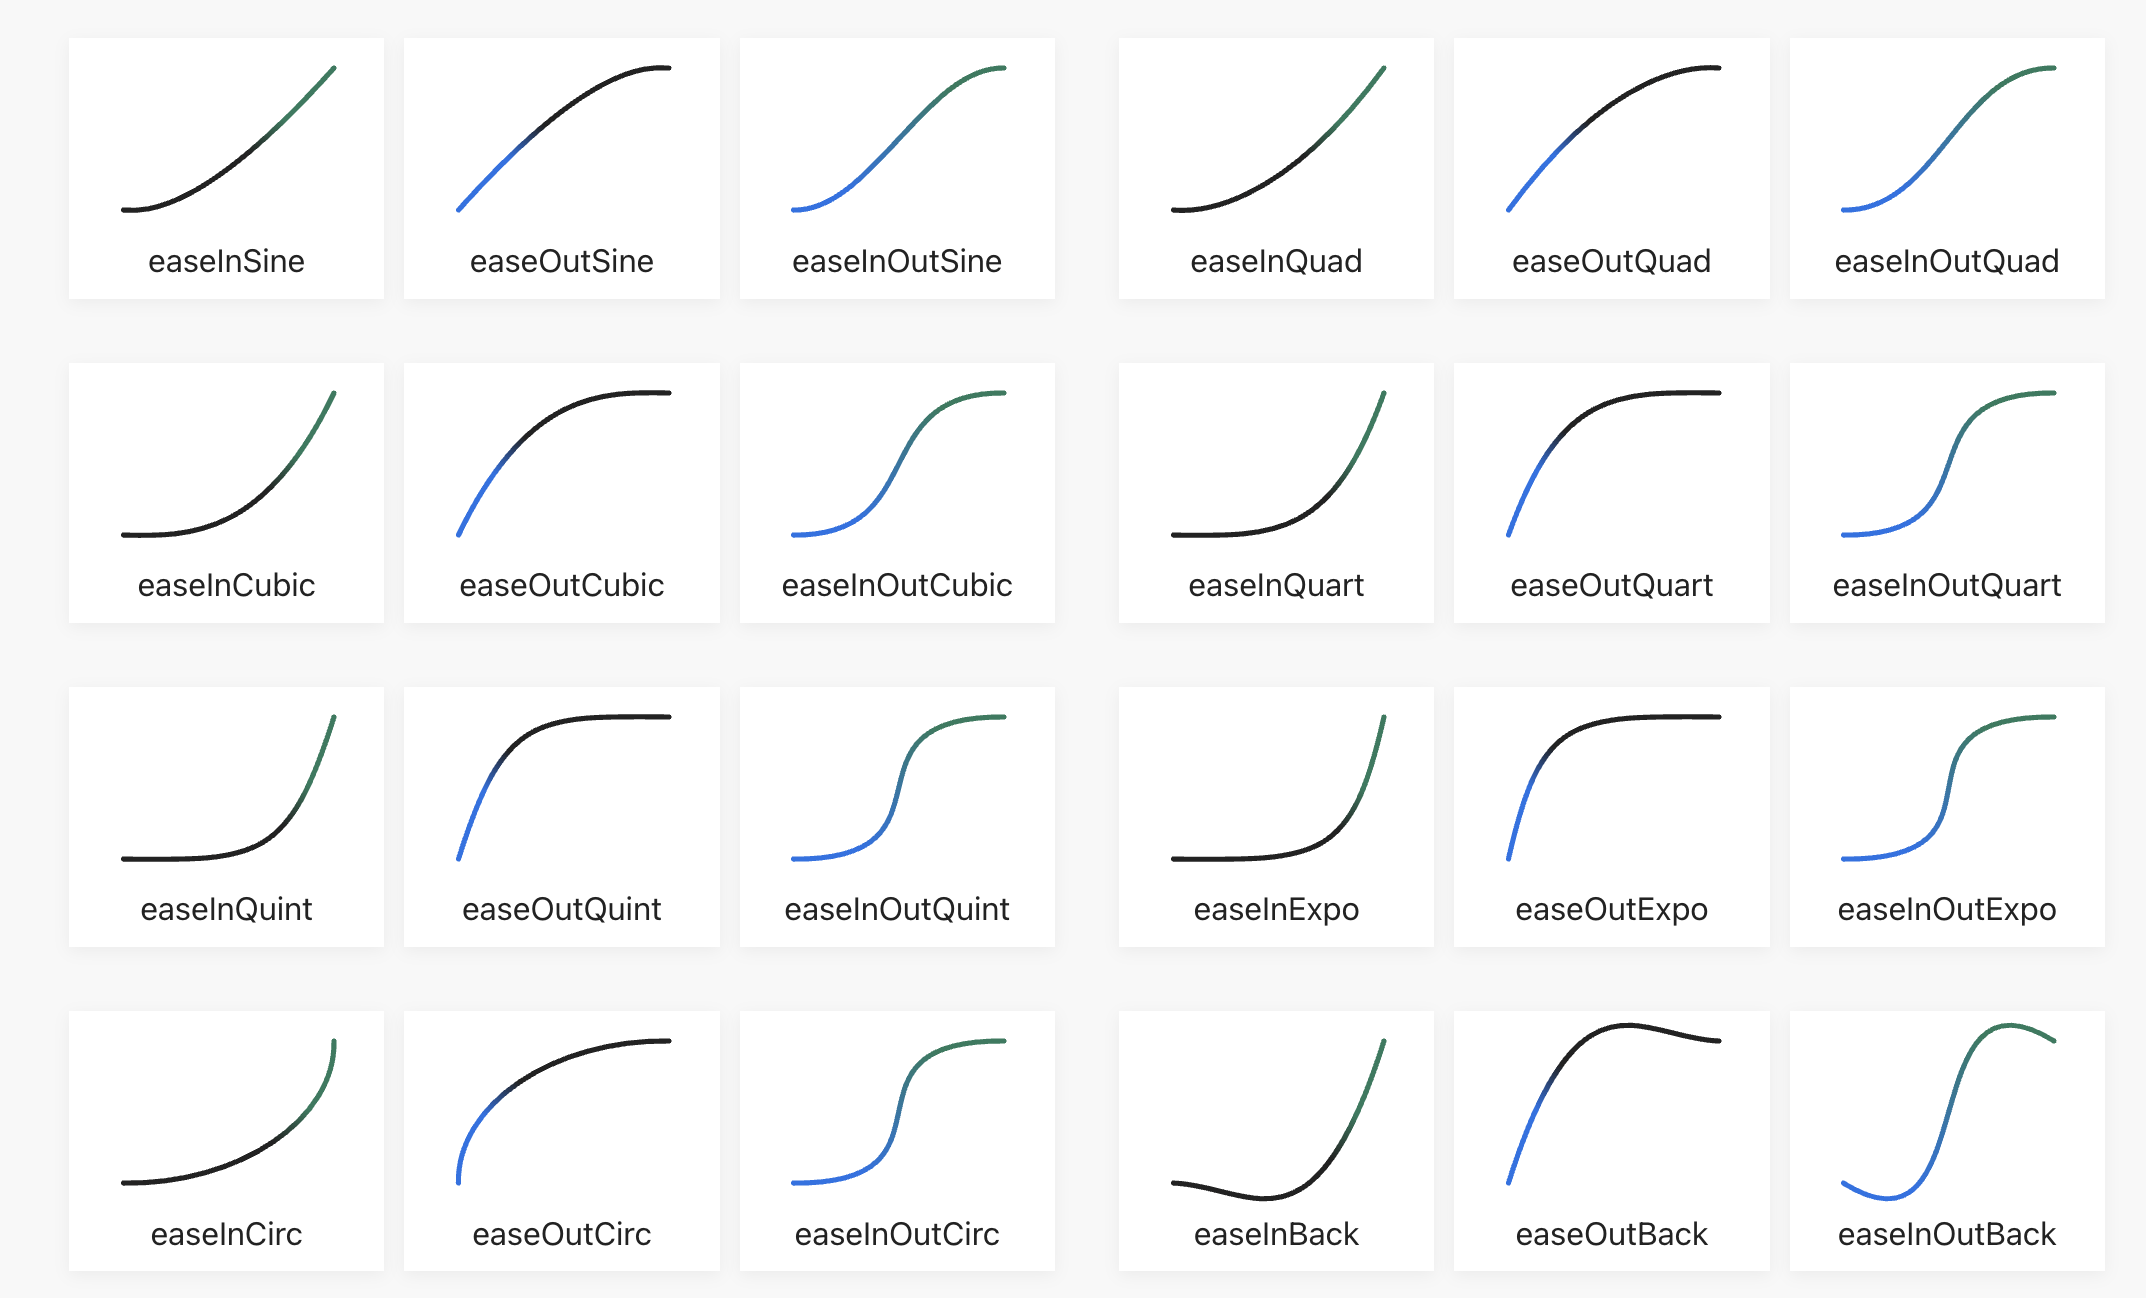 easeInSine
easeOutSine
easeInOutSine
easeInQuad
easeOutQuad
easeInOutQuad
easeInCubic
easeOutCubic
easeInOutCubic
easeInQuart
easeOutQuart
easeInOutQuart
easeInQuint
easeOutQuint
easeInOutQuint
easeInExpo
easeOutExpo
easeInOutExpo
easeInCirc
easeOutCirc
easeInOutCirc
easeInBack
easeOutBack
easeInOutBack